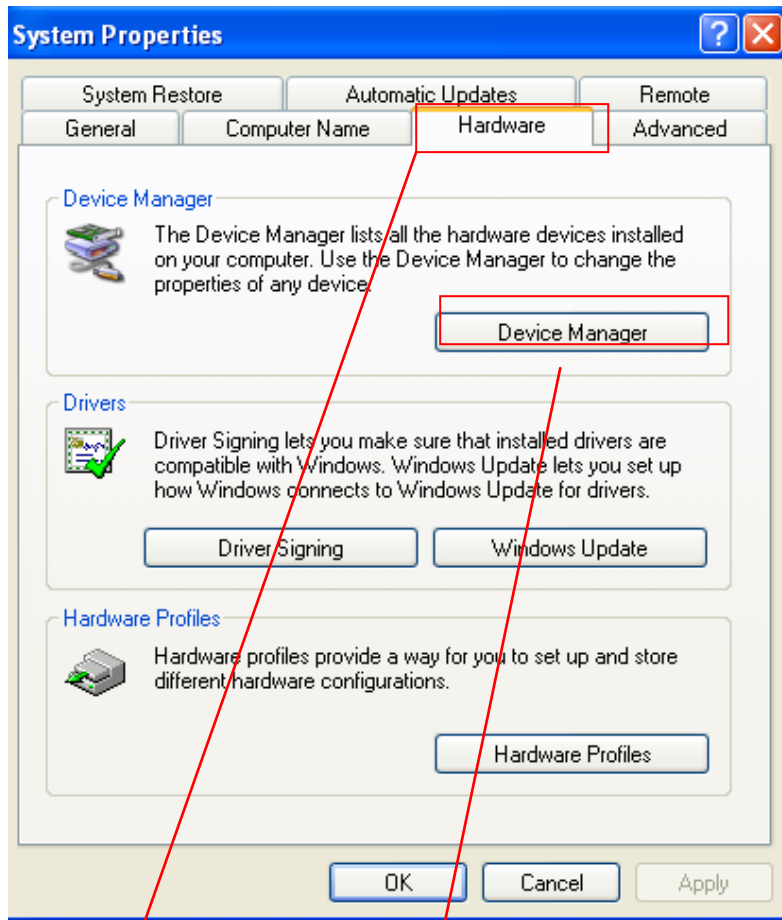 System Properties
System Restore
Automatic Updates
Remote
General
Computer Name
Hardware
Advanced
Device Manager
The Device Manager lists all the hardware devices installed
on your computer. Use the Device Manager to change the
properties of any device.
Device Manager
Drivers
Driver Signing lets you make sure that installed drivers are
compatible with Windows. Windows Update lets you set up
how Windows connects to Windows Update for drivers.
Driver Signing
Windows Update
Hardware Profiles
Hardware profiles provide a way for you to set up and store
different hardware configurations.
Hardware Profiles
OK
Cancel
Apply